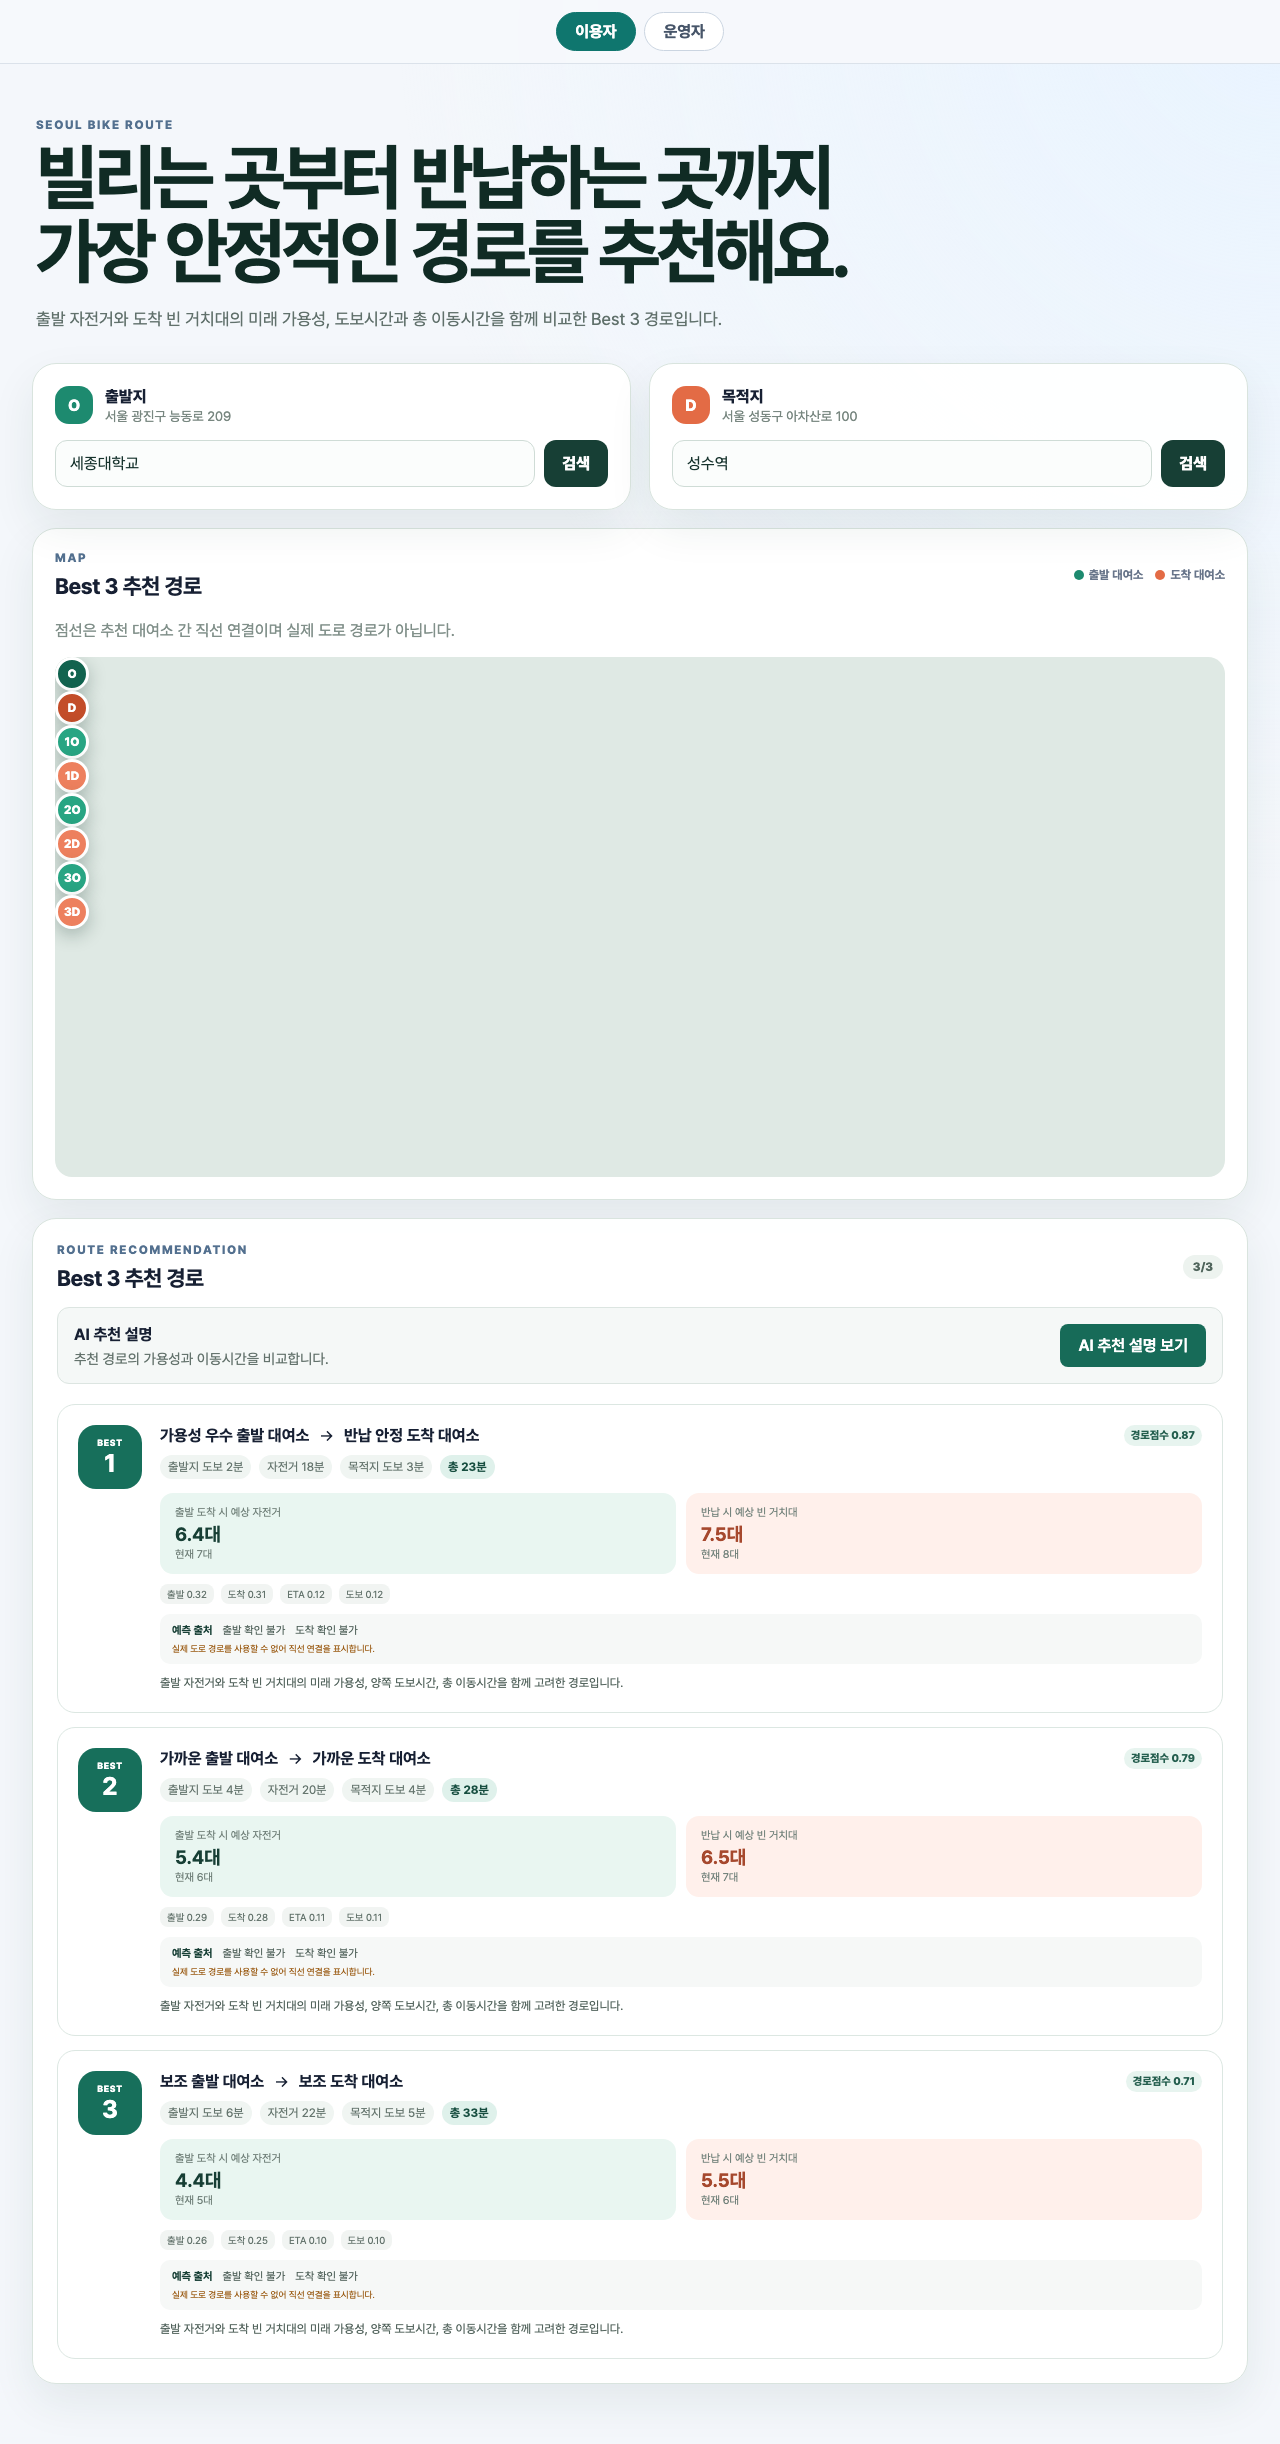 이용자 운영자
SEOUL BIKE ROUTE
빌리는 곳부터 반납하는 곳까지
가장 안정적인 경로를 추천해요.
출발 자전거와 도착 빈 거치대의 미래 가용성, 도보시간과 총 이동시간을 함께 비교한 Best 3 경로입니다.
O 출발지
서울 광진구 능동로 209
세종대학교 검색
D 목적지
서울 성동구 아차산로 100
성수역 검색
MAP
Best 3 추천 경로
출발 대여소 도착 대여소
점선은 추천 대여소 간 직선 연결이며 실제 도로 경로가 아닙니다.
O
D
1O
1D
2O
2D
3O
3D
ROUTE RECOMMENDATION
Best 3 추천 경로
3/3
AI 추천 설명
추천 경로의 가용성과 이동시간을 비교합니다.
AI 추천 설명 보기
BEST
1
가용성 우수 출발 대여소 → 반납 안정 도착 대여소
경로점수 0.87
출발지 도보 2분 자전거 18분 목적지 도보 3분 총 23분
출발 도착 시 예상 자전거
6.4대
현재 7대
반납 시 예상 빈 거치대
7.5대
현재 8대
출발 0.32 도착 0.31 ETA 0.12 도보 0.12
예측 출처 출발 확인 불가 도착 확인 불가
실제 도로 경로를 사용할 수 없어 직선 연결을 표시합니다.
출발 자전거와 도착 빈 거치대의 미래 가용성, 양쪽 도보시간, 총 이동시간을 함께 고려한 경로입니다.
BEST
2
가까운 출발 대여소 → 가까운 도착 대여소
경로점수 0.79
출발지 도보 4분 자전거 20분 목적지 도보 4분 총 28분
출발 도착 시 예상 자전거
5.4대
현재 6대
반납 시 예상 빈 거치대
6.5대
현재 7대
출발 0.29 도착 0.28 ETA 0.11 도보 0.11
예측 출처 출발 확인 불가 도착 확인 불가
실제 도로 경로를 사용할 수 없어 직선 연결을 표시합니다.
출발 자전거와 도착 빈 거치대의 미래 가용성, 양쪽 도보시간, 총 이동시간을 함께 고려한 경로입니다.
BEST
3
보조 출발 대여소 → 보조 도착 대여소
경로점수 0.71
출발지 도보 6분 자전거 22분 목적지 도보 5분 총 33분
출발 도착 시 예상 자전거
4.4대
현재 5대
반납 시 예상 빈 거치대
5.5대
현재 6대
출발 0.26 도착 0.25 ETA 0.10 도보 0.10
예측 출처 출발 확인 불가 도착 확인 불가
실제 도로 경로를 사용할 수 없어 직선 연결을 표시합니다.
출발 자전거와 도착 빈 거치대의 미래 가용성, 양쪽 도보시간, 총 이동시간을 함께 고려한 경로입니다.